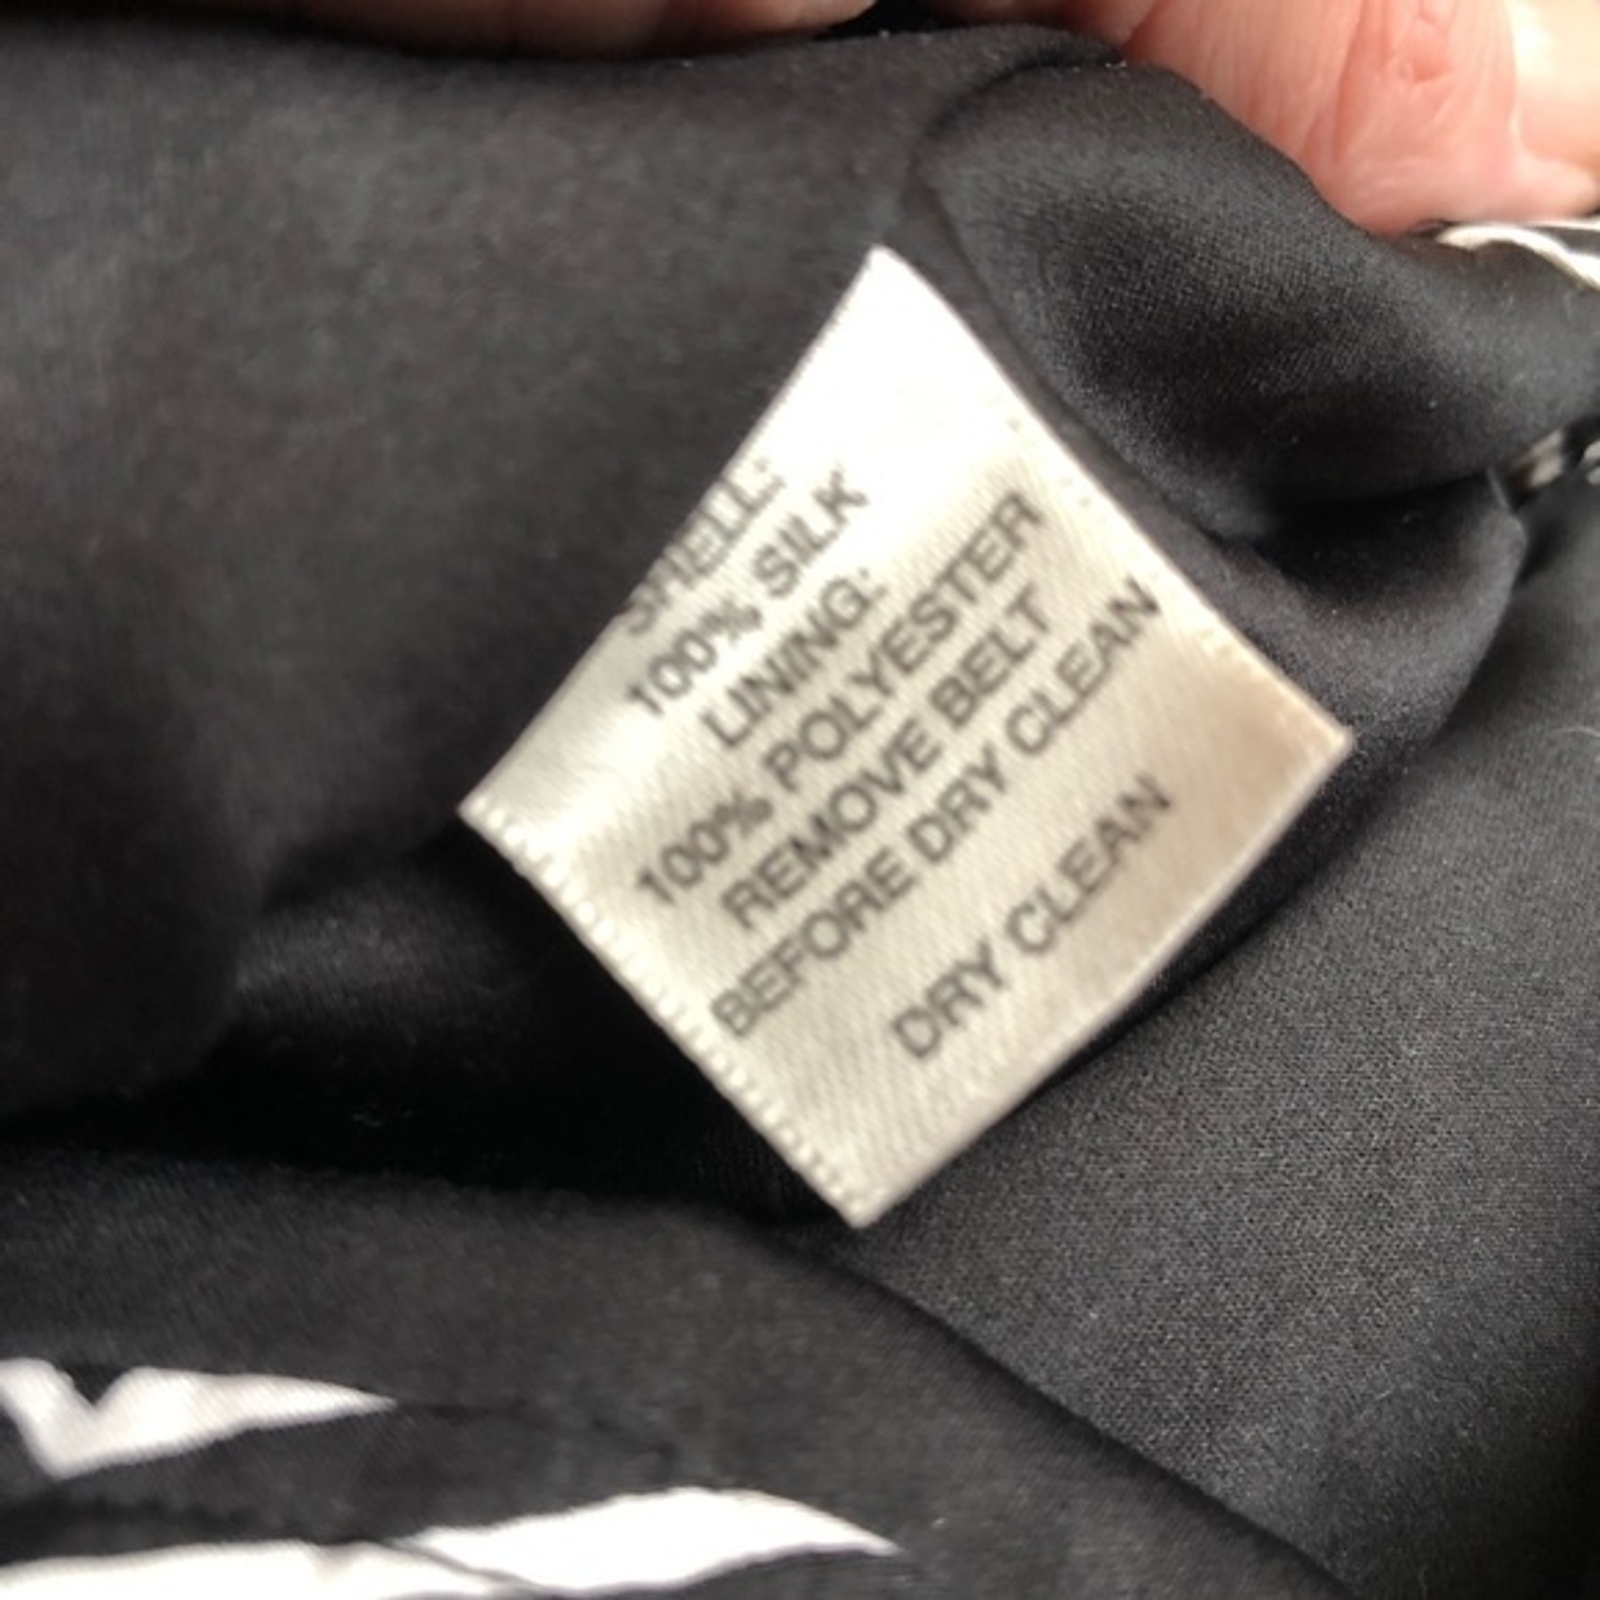 SHELL:
100% SILK
LINING:
100% POLYESTER
REMOVE BELT
BEFORE DRY CLEAN
DRY CLEAN